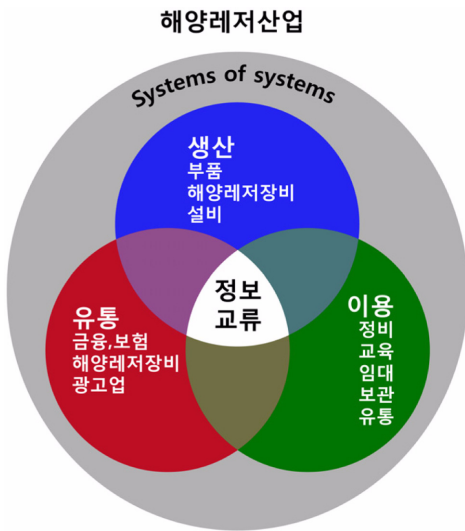 해양레저산업
Systems of systems
생산
부품
해양레저장비
설비
정보
교류
유통
금융,보험
해양레저장비
광고업
이용
정비
교육
임대
보관
유통